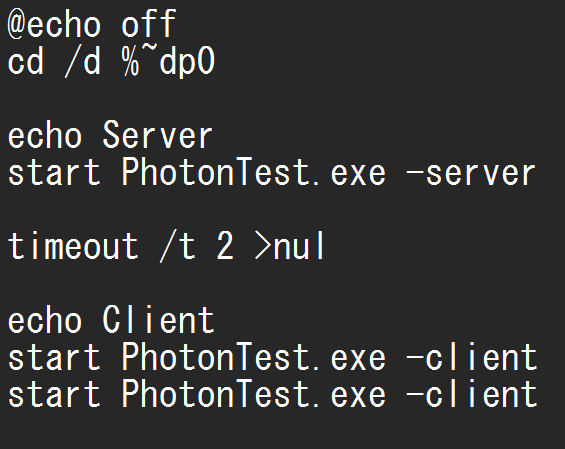 @echo off
cd /d %~dp0
echo Server
start PhotonTest.exe -server
timeout /t 2 >nul
echo Client
start PhotonTest.exe -client
start PhotonTest.exe -client